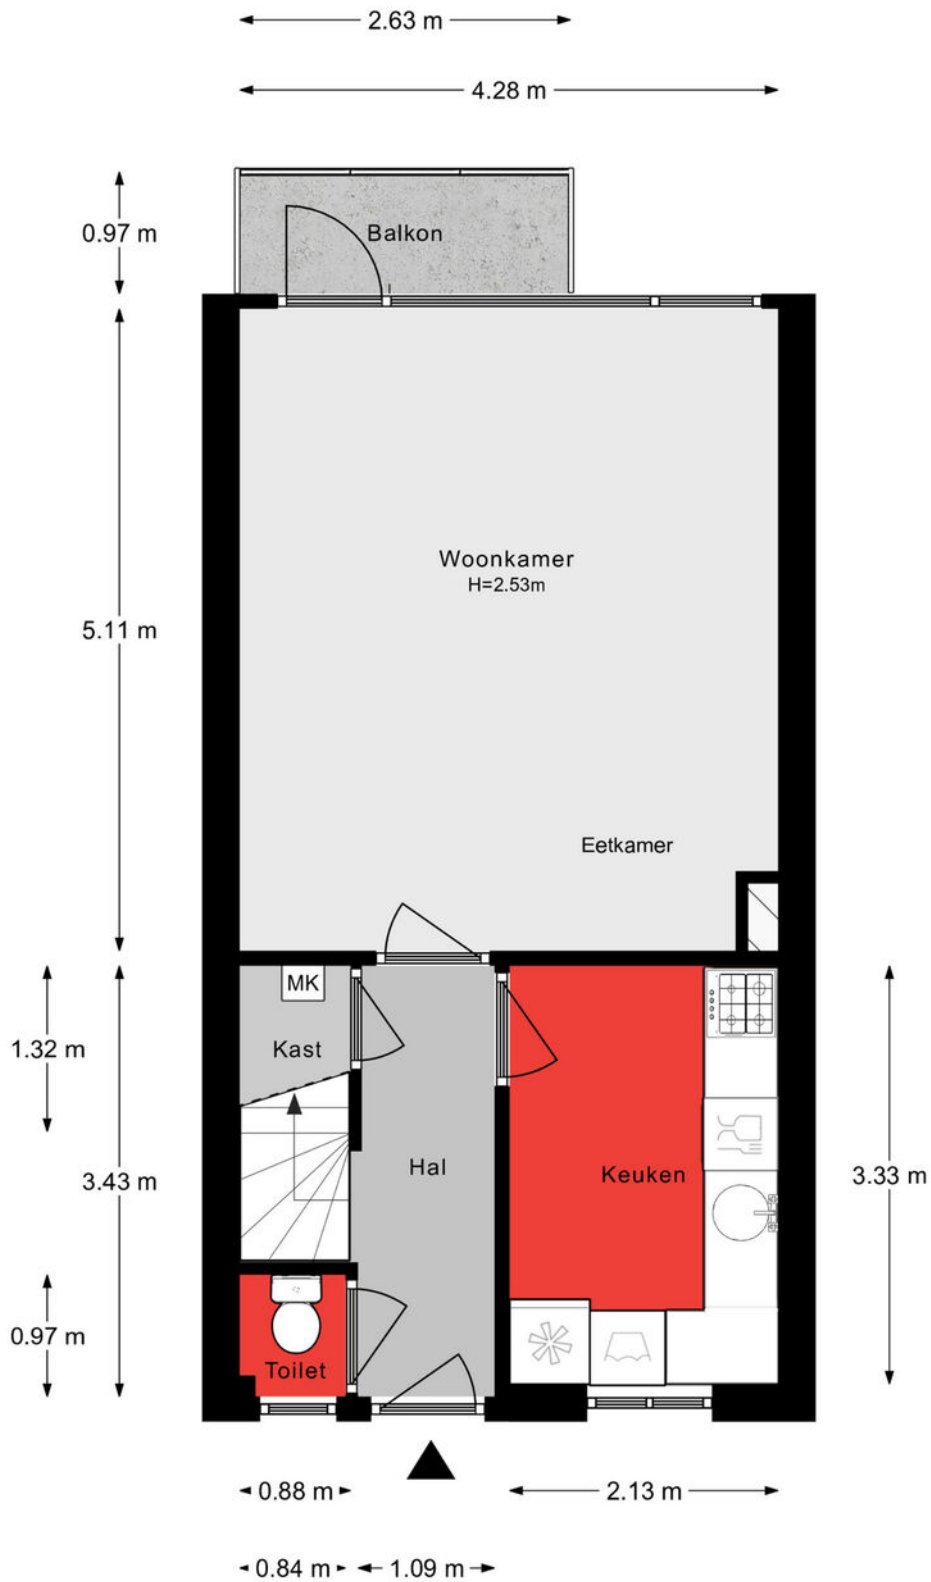 2.63 m
4.28 m
0.97 m
Balkon
Woonkamer
H=2.53m
5.11 m
Eetkamer
MK
Kast
1.32 m
Hal
Keuken
3.43 m
3.33 m
0.97 m
Toilet
0.88 m
2.13 m
0.84 m
1.09 m